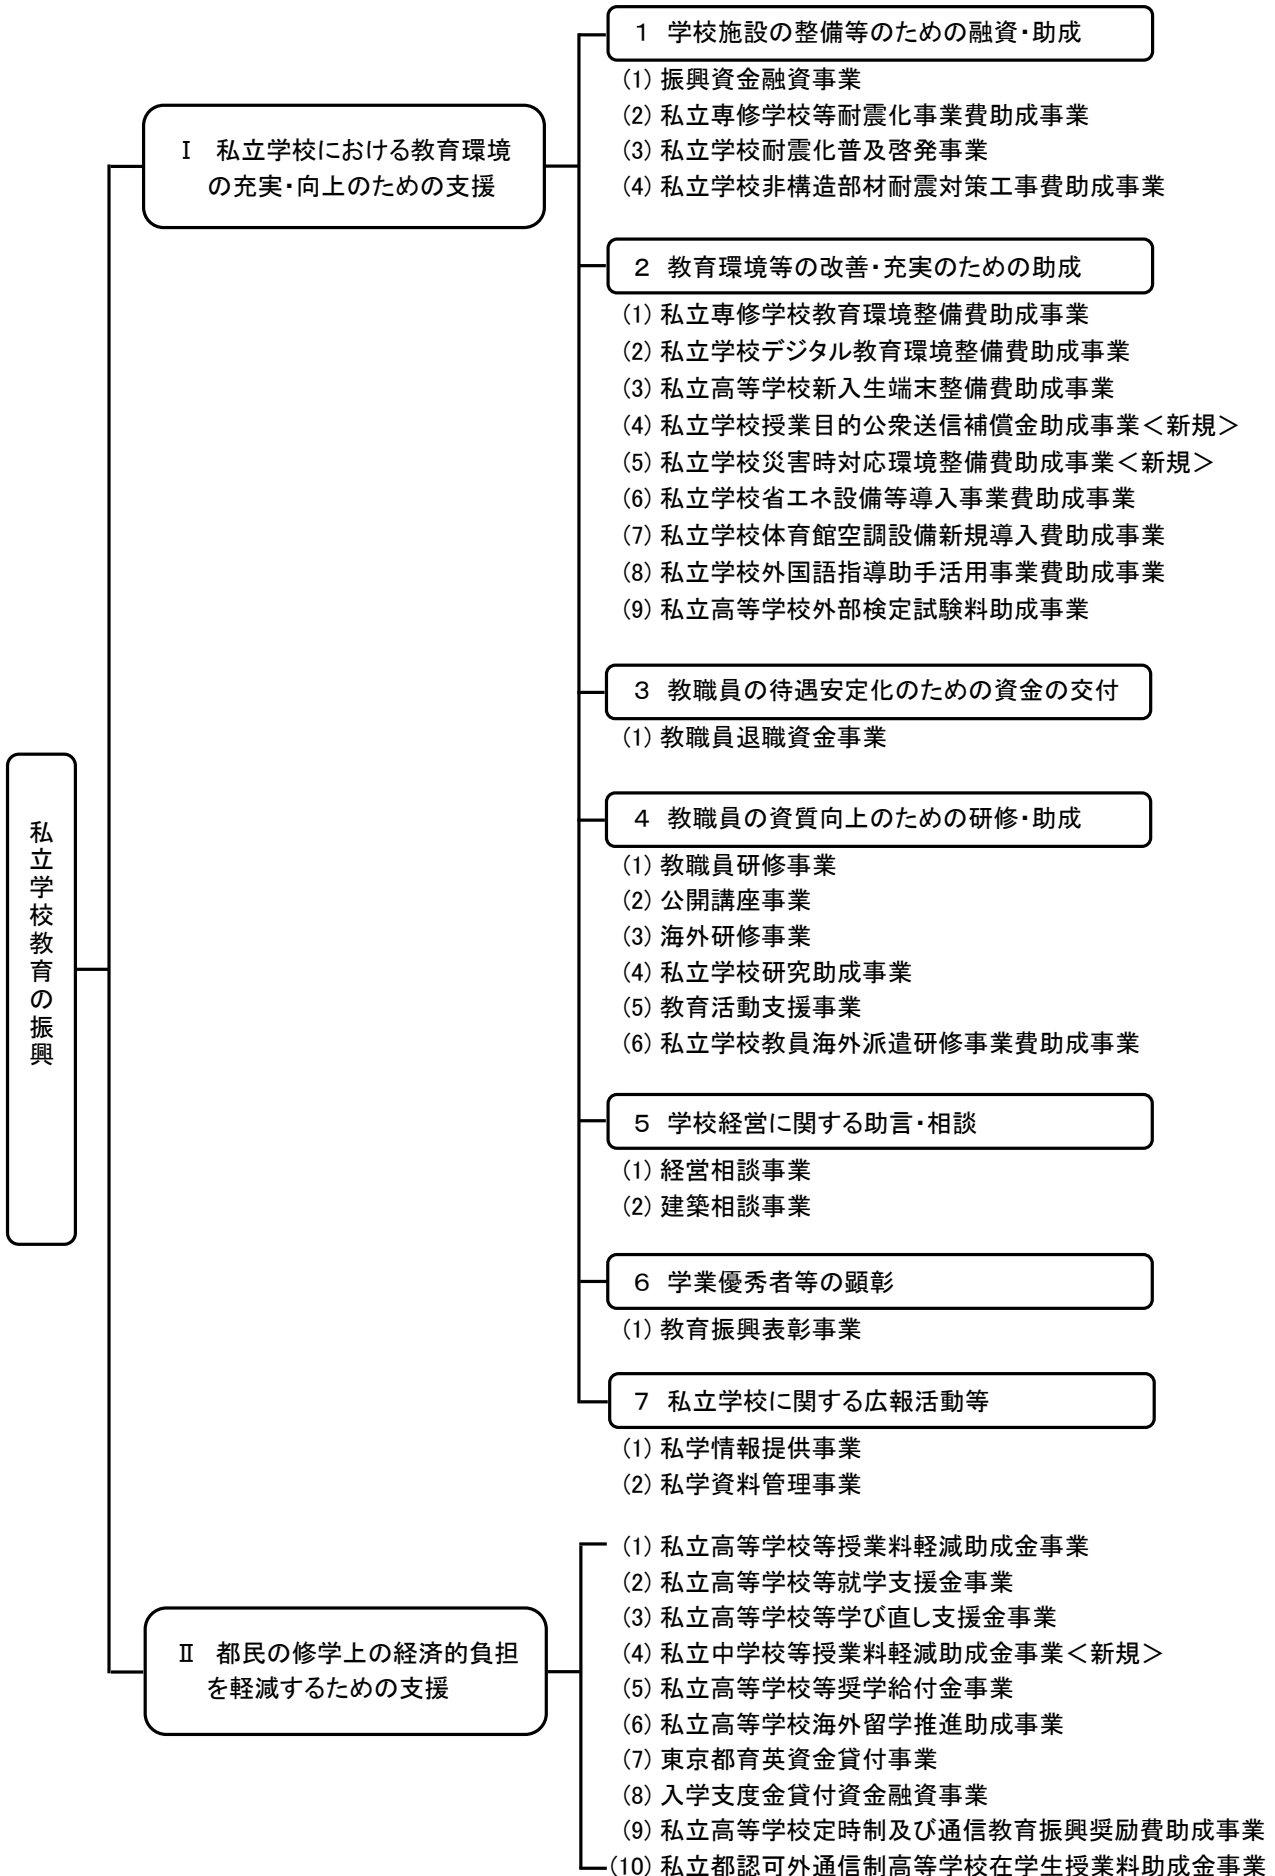 私立学校教育の振興
Ⅰ 私立学校における教育環境
の充実・向上のための支援
1 学校施設の整備等のための融資・助成
(1) 振興資金融資事業
(2) 私立専修学校等耐震化事業費助成事業
(3) 私立学校耐震化普及啓発事業
(4) 私立学校非構造部材耐震対策工事費助成事業
2 教育環境等の改善・充実のための助成
(1) 私立専修学校教育環境整備費助成事業
(2) 私立学校デジタル教育環境整備費助成事業
(3) 私立高等学校新入生端末整備費助成事業
(4) 私立学校授業目的公衆送信補償金助成事業＜新規＞
(5) 私立学校災害時対応環境整備費助成事業＜新規＞
(6) 私立学校省エネ設備等導入事業費助成事業
(7) 私立学校体育館空調設備新規導入費助成事業
(8) 私立学校外国語指導助手活用事業費助成事業
(9) 私立高等学校外部検定試験料助成事業
3 教職員の待遇安定化のための資金の交付
(1) 教職員退職資金事業
4 教職員の資質向上のための研修・助成
(1) 教職員研修事業
(2) 公開講座事業
(3) 海外研修事業
(4) 私立学校研究助成事業
(5) 教育活動支援事業
(6) 私立学校教員海外派遣研修事業費助成事業
5 学校経営に関する助言・相談
(1) 経営相談事業
(2) 建築相談事業
6 学業優秀者等の顕彰
(1) 教育振興表彰事業
7 私立学校に関する広報活動等
(1) 私学情報提供事業
(2) 私学資料管理事業
Ⅱ 都民の修学上の経済的負担
を軽減するための支援
(1) 私立高等学校等授業料軽減助成金事業
(2) 私立高等学校等就学支援金事業
(3) 私立高等学校等学び直し支援金事業
(4) 私立中学校等授業料軽減助成金事業＜新規＞
(5) 私立高等学校等奨学給付金事業
(6) 私立高等学校海外留学推進助成事業
(7) 東京都育英資金貸付事業
(8) 入学支度金貸付資金融資事業
(9) 私立高等学校定時制及び通信教育振興奨励費助成事業
(10) 私立都認可外通信制高等学校在学生授業料助成金事業